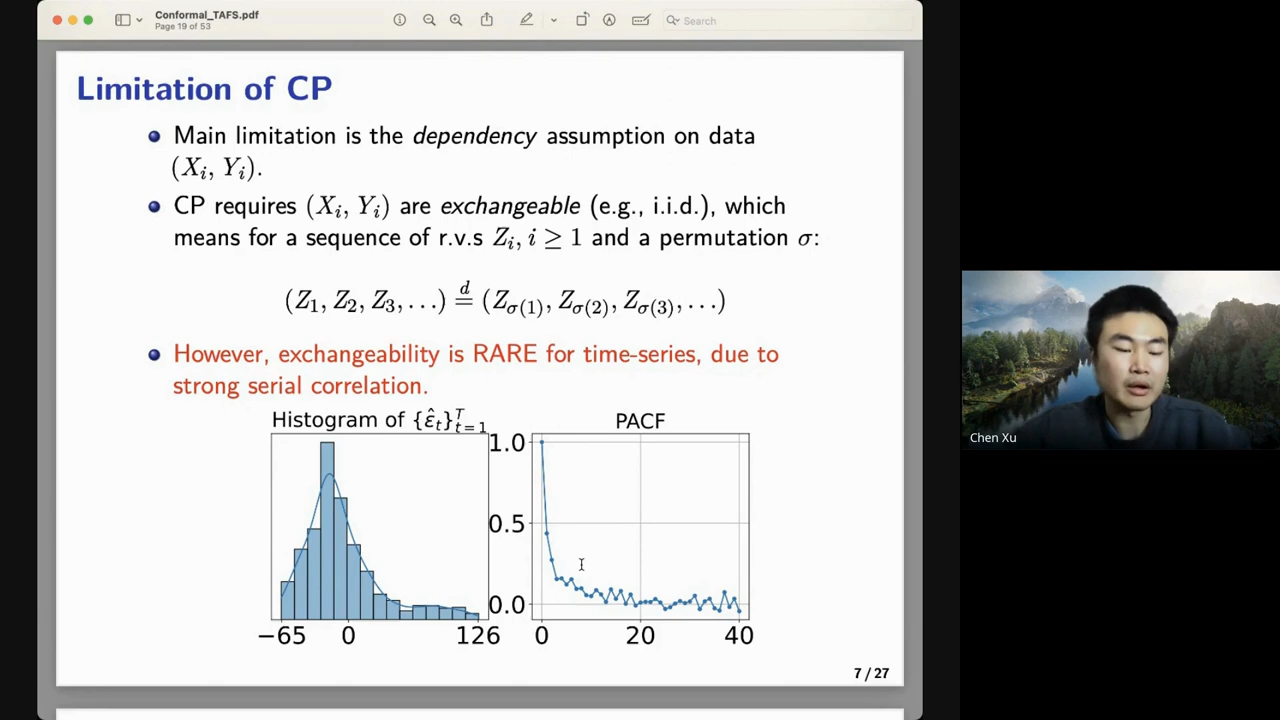 Conformal_TAFS.pdf
Page 19 of 53
Search
Limitation of CP
Main limitation is the dependency assumption on data
(Xᵢ, Yᵢ).
CP requires (Xᵢ, Yᵢ) are exchangeable (e.g., i.i.d.), which
means for a sequence of r.v.s Zᵢ, i ≥ 1 and a permutation σ:
(Z₁, Z₂, Z₃, . . .) =ᵈ (Z_σ(1), Z_σ(2), Z_σ(3), . . .)
However, exchangeability is RARE for time-series, due to
strong serial correlation.
Histogram of {ε̂ₜ}ᵀₜ₌₁
PACF
1.0
0.5
0.0
−65 0 126
0 20 40
7 / 27
Chen Xu